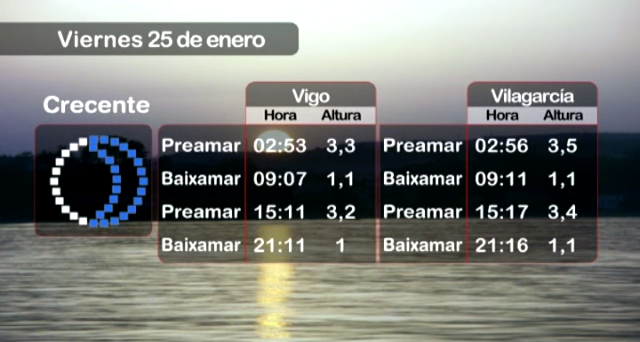 Viernes 25 de enero
Crecente
Vigo Vilagarcía
Hora Altura Hora Altura
Preamar 02:53 3,3 Preamar 02:56 3,5
Baixamar 09:07 1,1 Baixamar 09:11 1,1
Preamar 15:11 3,2 Preamar 15:17 3,4
Baixamar 21:11 1 Baixamar 21:16 1,1